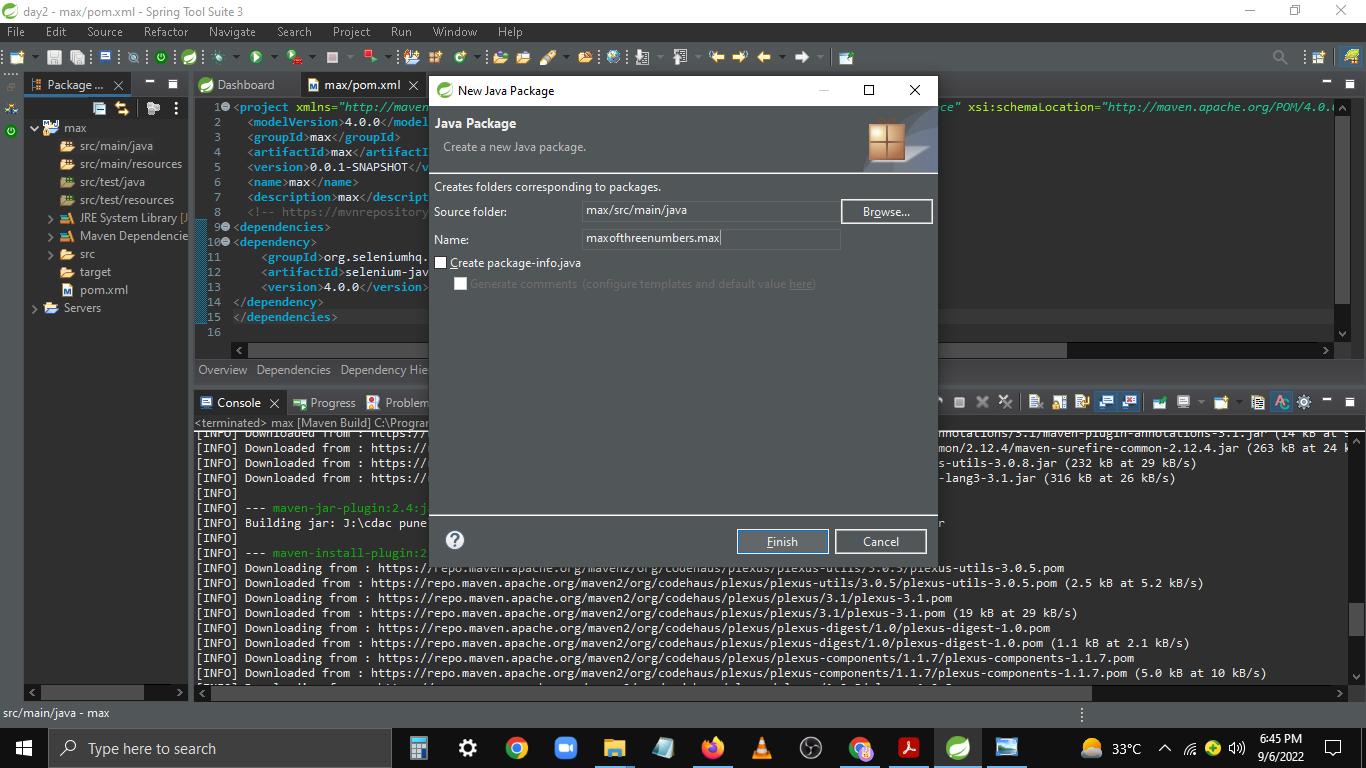 day2 - max/pom.xml - Spring Tool Suite 3
File Edit Source Refactor Navigate Search Project Run Window Help
Package ...
Dashboard
max/pom.xml
max
src/main/java
src/main/resources
src/test/java
src/test/resources
JRE System Library [J
Maven Dependencie
src
target
pom.xml
Servers
1 <project xmlns="http://maven
ce" xsi:schemaLocation="http://maven.apache.org/POM/4.0.
2 <modelVersion>4.0.0</model
3 <groupId>max</groupId>
4 <artifactId>max</artifactI
5 <version>0.0.1-SNAPSHOT</v
6 <name>max</name>
7 <description>max</descript
8 <!-- https://mvnrepository
9 <dependencies>
10 <dependency>
11 <groupId>org.seleniumhq.
12 <artifactId>selenium-jav
13 <version>4.0.0</version>
14 </dependency>
15 </dependencies>
16
Overview Dependencies Dependency Hie
New Java Package
Java Package
Create a new Java package.
Creates folders corresponding to packages.
Source folder: max/src/main/java Browse...
Name: maxofthreenumbers.max
Create package-info.java
Generate comments (configure templates and default value here)
Finish Cancel
Console Progress Problem
<terminated> max [Maven Build] C:\Progran
[INFO] Downloaded from : https://r
nnotations/3.1/maven-plugin-annotations-3.1.jar (14 kB at 9
[INFO] Downloaded from : https://r
mon/2.12.4/maven-surefire-common-2.12.4.jar (263 kB at 24 k
[INFO] Downloaded from : https://r
s-utils-3.0.8.jar (232 kB at 29 kB/s)
[INFO] Downloaded from : https://r
-lang3-3.1.jar (316 kB at 26 kB/s)
[INFO]
[INFO] --- maven-jar-plugin:2.4:j
[INFO] Building jar: J:\cdac pune
r
[INFO]
[INFO] --- maven-install-plugin:2
[INFO] Downloading from : https://repo.maven.apache.org/maven2/org/codehaus/plexus/plexus-utils/3.0.5/plexus-utils-3.0.5.pom
[INFO] Downloaded from : https://repo.maven.apache.org/maven2/org/codehaus/plexus/plexus-utils/3.0.5/plexus-utils-3.0.5.pom (2.5 kB at 5.2 kB/s)
[INFO] Downloading from : https://repo.maven.apache.org/maven2/org/codehaus/plexus/plexus/3.1/plexus-3.1.pom
[INFO] Downloaded from : https://repo.maven.apache.org/maven2/org/codehaus/plexus/plexus/3.1/plexus-3.1.pom (19 kB at 29 kB/s)
[INFO] Downloading from : https://repo.maven.apache.org/maven2/org/codehaus/plexus/plexus-digest/1.0/plexus-digest-1.0.pom
[INFO] Downloaded from : https://repo.maven.apache.org/maven2/org/codehaus/plexus/plexus-digest/1.0/plexus-digest-1.0.pom (1.1 kB at 2.1 kB/s)
[INFO] Downloading from : https://repo.maven.apache.org/maven2/org/codehaus/plexus/plexus-components/1.1.7/plexus-components-1.1.7.pom
[INFO] Downloaded from : https://repo.maven.apache.org/maven2/org/codehaus/plexus/plexus-components/1.1.7/plexus-components-1.1.7.pom (5.0 kB at 10 kB/s)
src/main/java - max
Type here to search
33°C
6:45 PM
9/6/2022